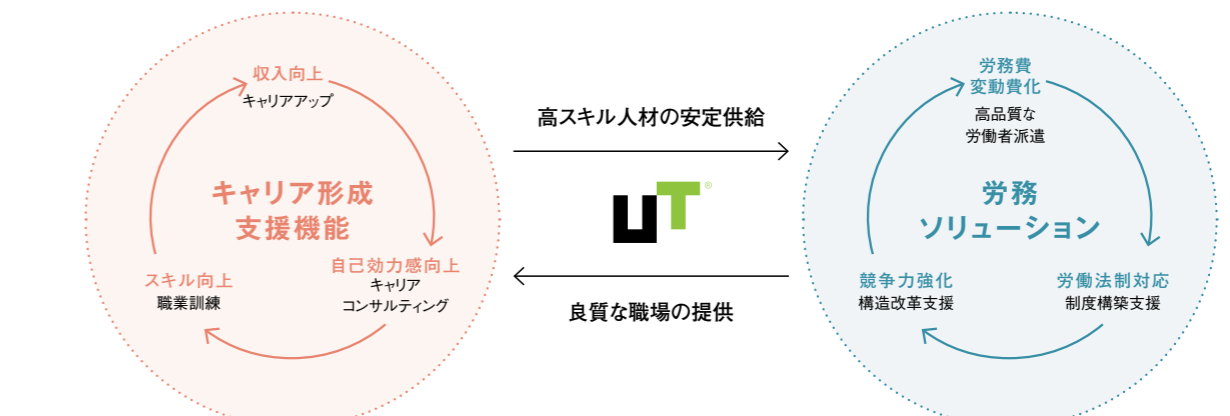 収入向上
キャリアアップ
キャリア形成
支援機能
スキル向上
職業訓練
自己効力感向上
キャリア
コンサルティング
高スキル人材の安定供給
UT®
良質な職場の提供
労務費
変動費化
高品質な
労働者派遣
労務
ソリューション
競争力強化
構造改革支援
労働法制対応
制度構築支援